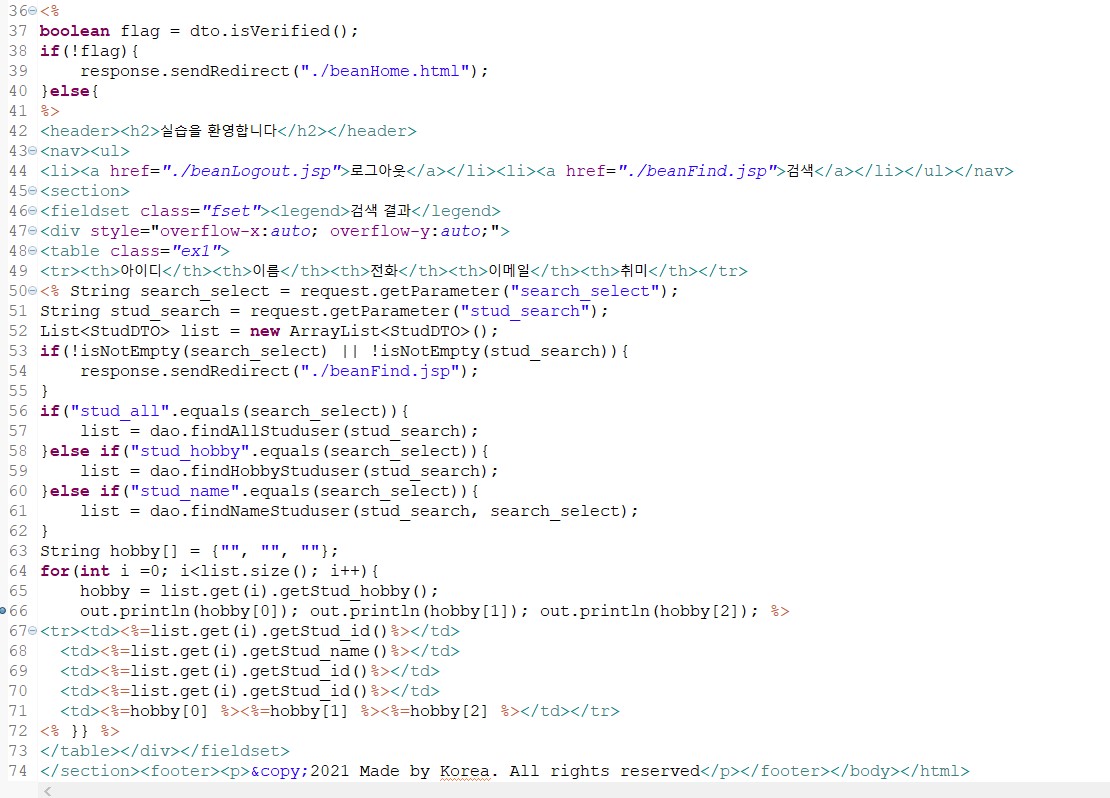 36 <%
37 boolean flag = dto.isVerified();
38 if(!flag){
39     response.sendRedirect("./beanHome.html");
40 }else{
41 %>
42 <header><h2>실습을 환영합니다</h2></header>
43 <nav><ul>
44 <li><a href="./beanLogout.jsp">로그아웃</a></li><li><a href="./beanFind.jsp">검색</a></li></ul></nav>
45 <section>
46 <fieldset class="fset"><legend>검색 결과</legend>
47 <div style="overflow-x:auto; overflow-y:auto;">
48 <table class="ex1">
49 <tr><th>아이디</th><th>이름</th><th>전화</th><th>이메일</th><th>취미</th></tr>
50 <% String search_select = request.getParameter("search_select");
51 String stud_search = request.getParameter("stud_search");
52 List<StudDTO> list = new ArrayList<StudDTO>();
53 if(!isNotEmpty(search_select) || !isNotEmpty(stud_search)){
54     response.sendRedirect("./beanFind.jsp");
55 }
56 if("stud_all".equals(search_select)){
57     list = dao.findAllStuduser(stud_search);
58 }else if("stud_hobby".equals(search_select)){
59     list = dao.findHobbyStuduser(stud_search);
60 }else if("stud_name".equals(search_select)){
61     list = dao.findNameStuduser(stud_search, search_select);
62 }
63 String hobby[] = {"", "", ""};
64 for(int i =0; i<list.size(); i++){
65     hobby = list.get(i).getStud_hobby();
66     out.println(hobby[0]); out.println(hobby[1]); out.println(hobby[2]); %>
67 <tr><td><%=list.get(i).getStud_id()%></td>
68   <td><%=list.get(i).getStud_name()%></td>
69   <td><%=list.get(i).getStud_id()%></td>
70   <td><%=list.get(i).getStud_id()%></td>
71   <td><%=hobby[0] %><%=hobby[1] %><%=hobby[2] %></td></tr>
72 <% }} %>
73 </table></div></fieldset>
74 </section><footer><p>&copy;2021 Made by Korea. All rights reserved</p></footer></body></html>